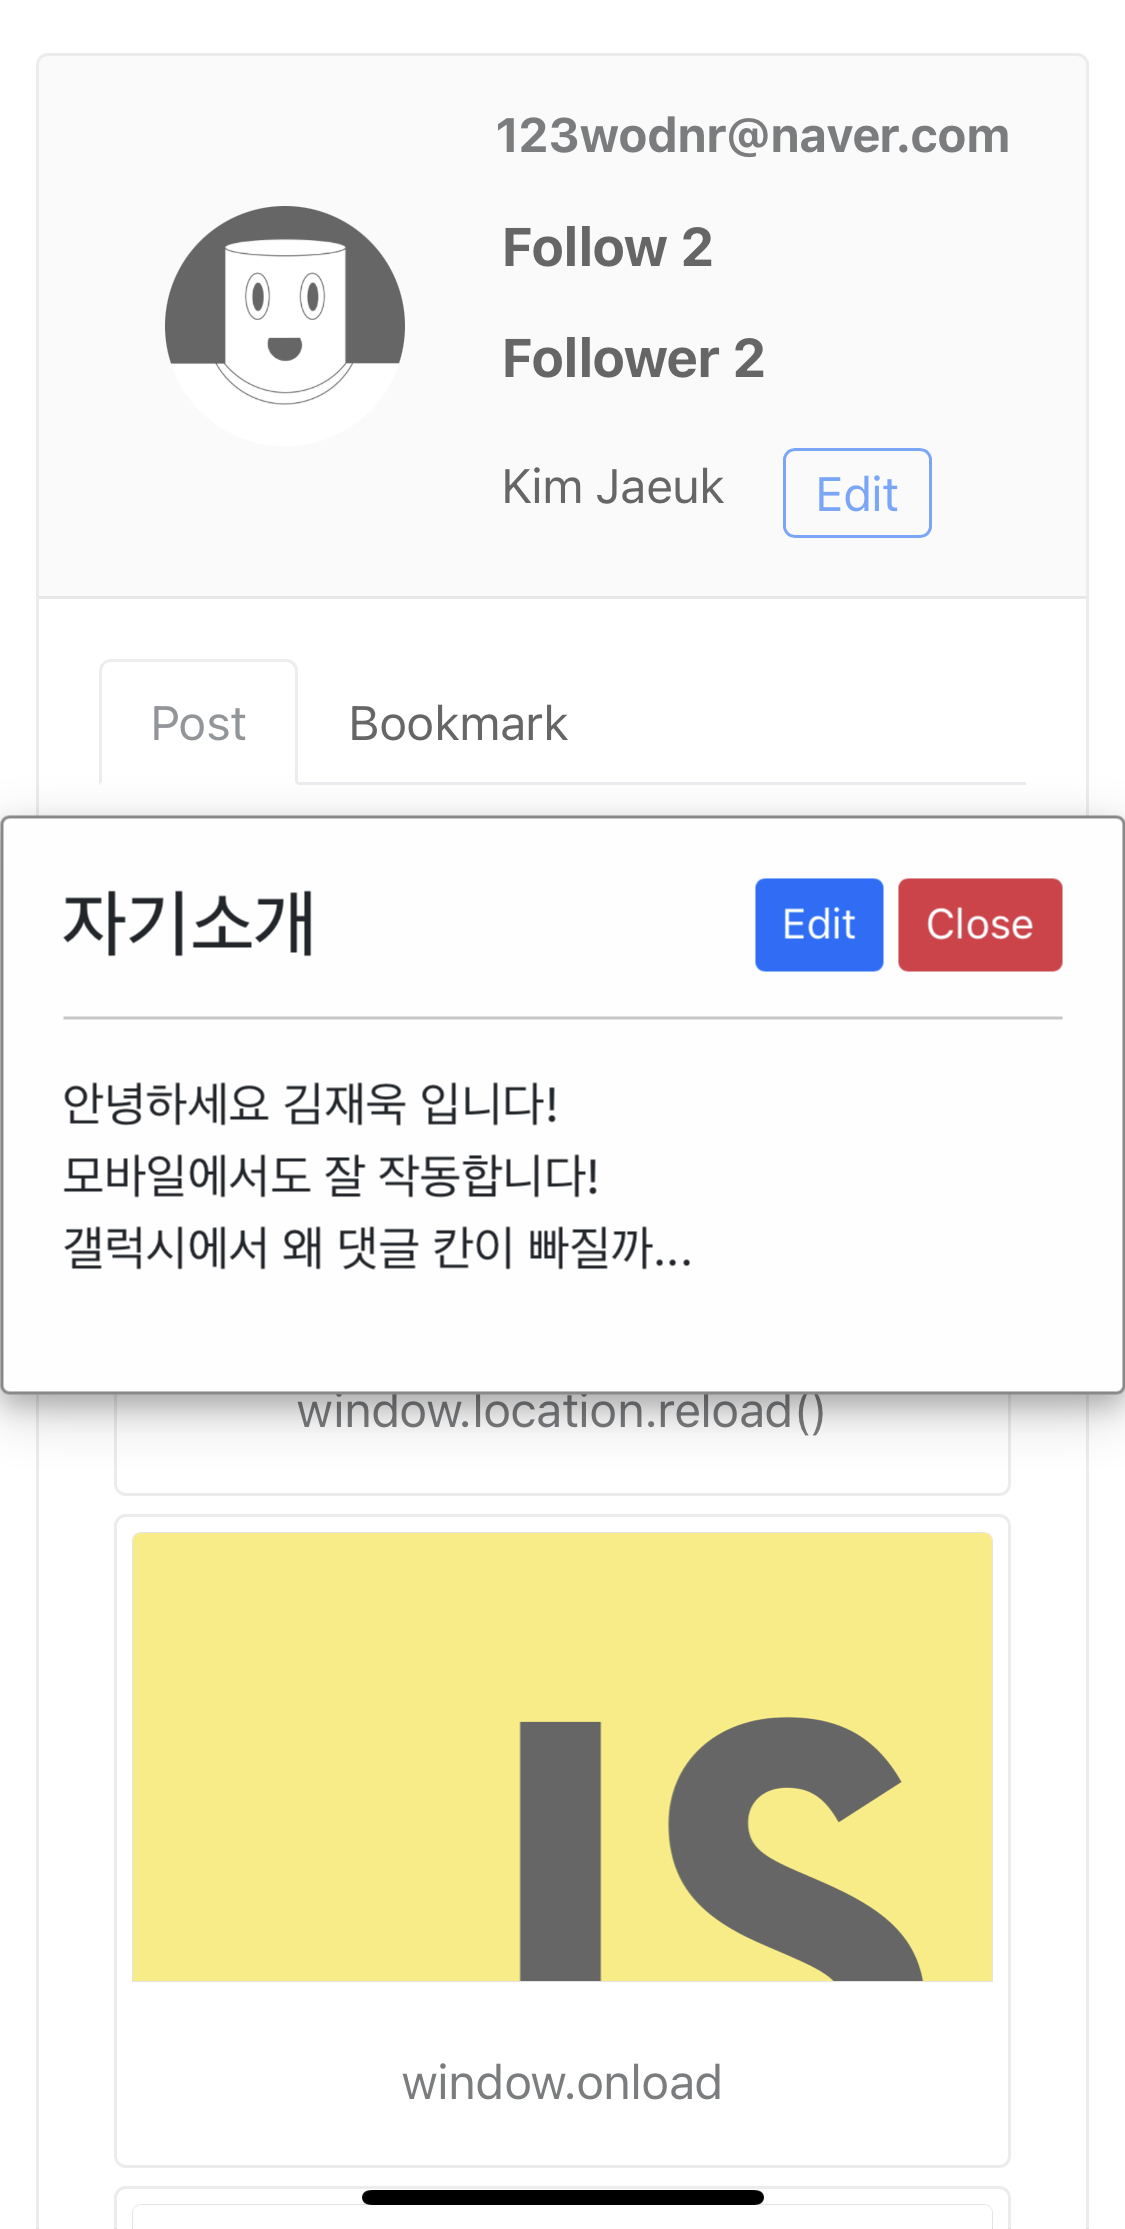 123wodnr@naver.com
Follow 2
Follower 2
Kim Jaeuk
Edit
Post
Bookmark
자기소개
Edit
Close
안녕하세요 김재욱 입니다!
모바일에서도 잘 작동합니다!
갤럭시에서 왜 댓글 칸이 빠질까...
window.location.reload()
JS
window.onload